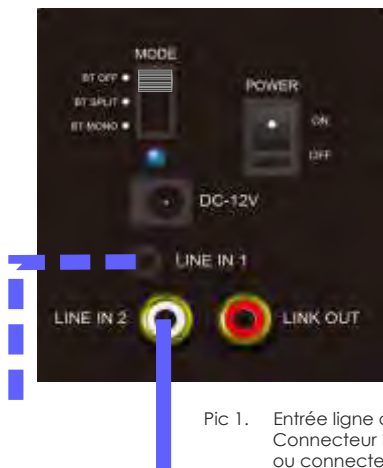 MODE
BT OFF
BT SPLIT
BT MONO
POWER
ON
OFF
DC-12V
LINE IN 1
LINE IN 2
LINK OUT
Pic 1. Entrée ligne
Connecteur
ou